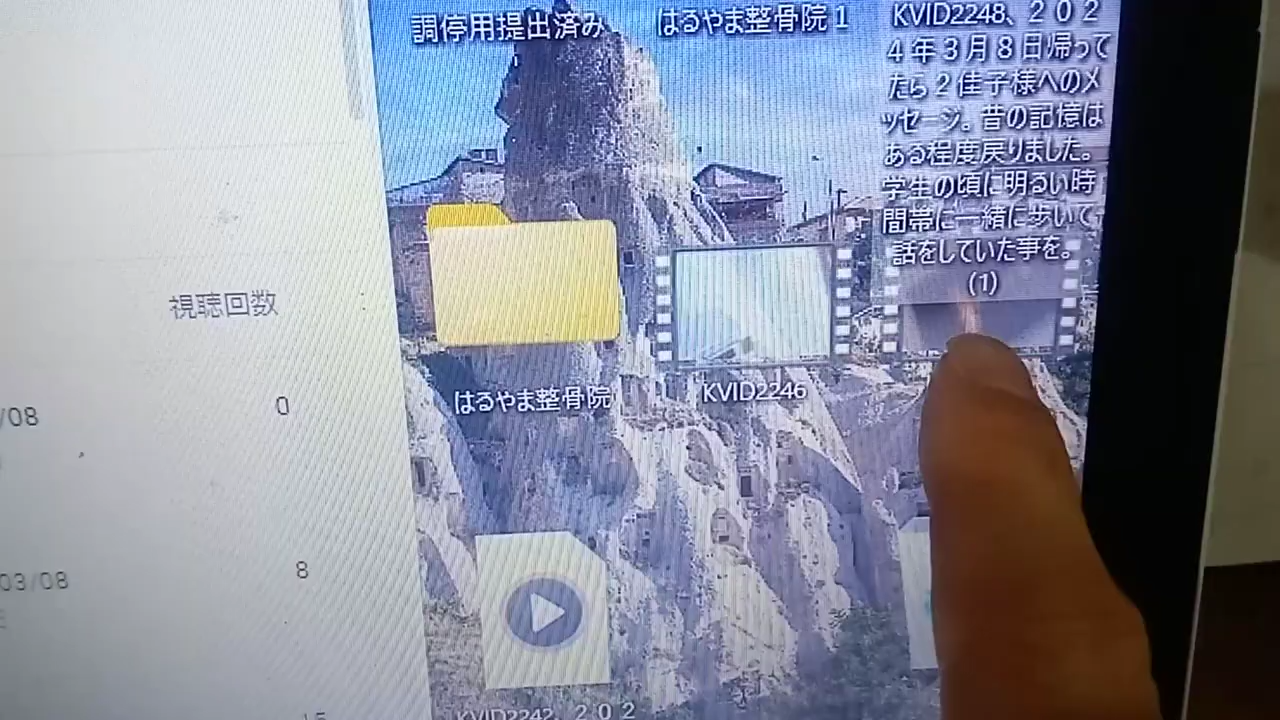 調停用提出済み
はるやま整骨院1
KVID2248、202
4年3月8日帰って
たら2佳子様へのメ
ッセージ。昔の記憶は
ある程度戻りました。
学生の頃に明るい時
間帯に一緒に歩いて
話をしていた事を。
(1)
視聴回数
はるやま整骨院
KVID2246
/08
0
03/08
8
KVID2242、202